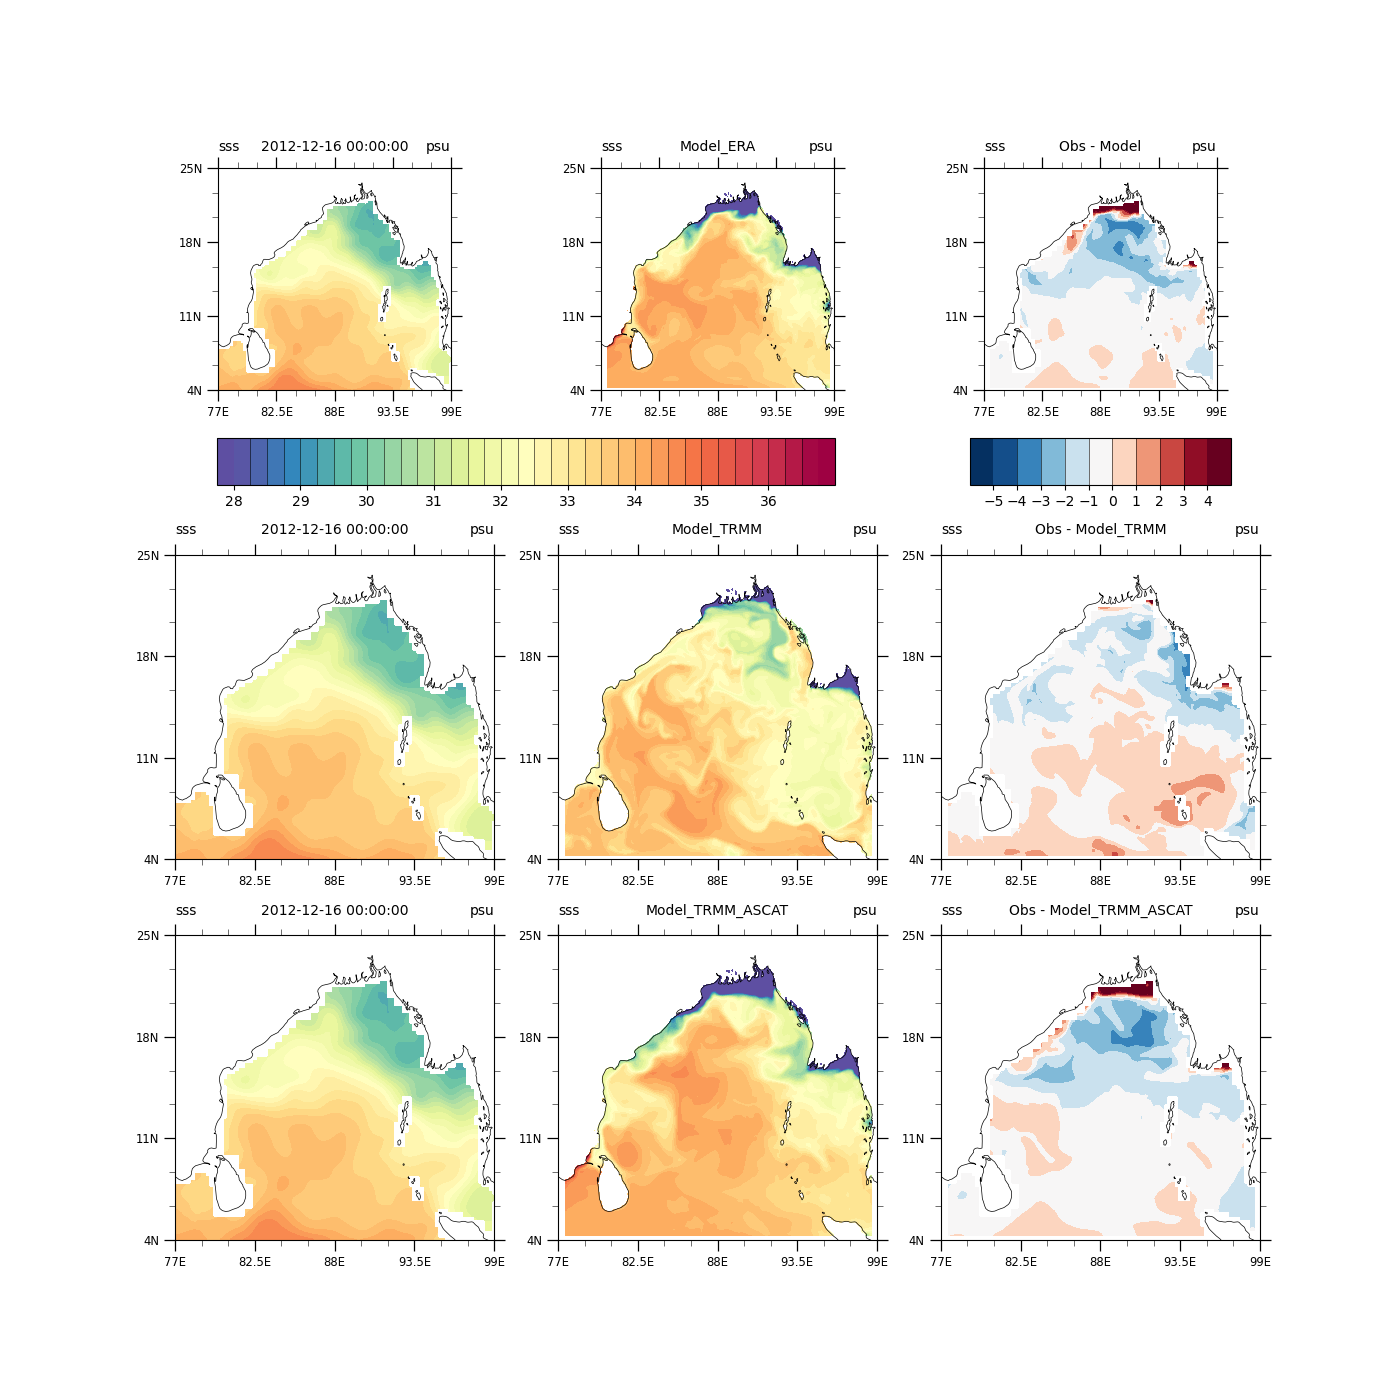 sss 2012-12-16 00:00:00 psu
sss Model_ERA psu
sss Obs - Model psu
25N
18N
11N
4N
77E 82.5E 88E 93.5E 99E
25N
18N
11N
4N
77E 82.5E 88E 93.5E 99E
25N
18N
11N
4N
77E 82.5E 88E 93.5E 99E
28 29 30 31 32 33 34 35 36
−5 −4 −3 −2 −1 0 1 2 3 4
sss 2012-12-16 00:00:00 psu
sss Model_TRMM psu
sss Obs - Model_TRMM psu
25N
18N
11N
4N
77E 82.5E 88E 93.5E 99E
25N
18N
11N
4N
77E 82.5E 88E 93.5E 99E
25N
18N
11N
4N
77E 82.5E 88E 93.5E 99E
sss 2012-12-16 00:00:00 psu
sss Model_TRMM_ASCAT psu
sss Obs - Model_TRMM_ASCAT psu
25N
18N
11N
4N
77E 82.5E 88E 93.5E 99E
25N
18N
11N
4N
77E 82.5E 88E 93.5E 99E
25N
18N
11N
4N
77E 82.5E 88E 93.5E 99E